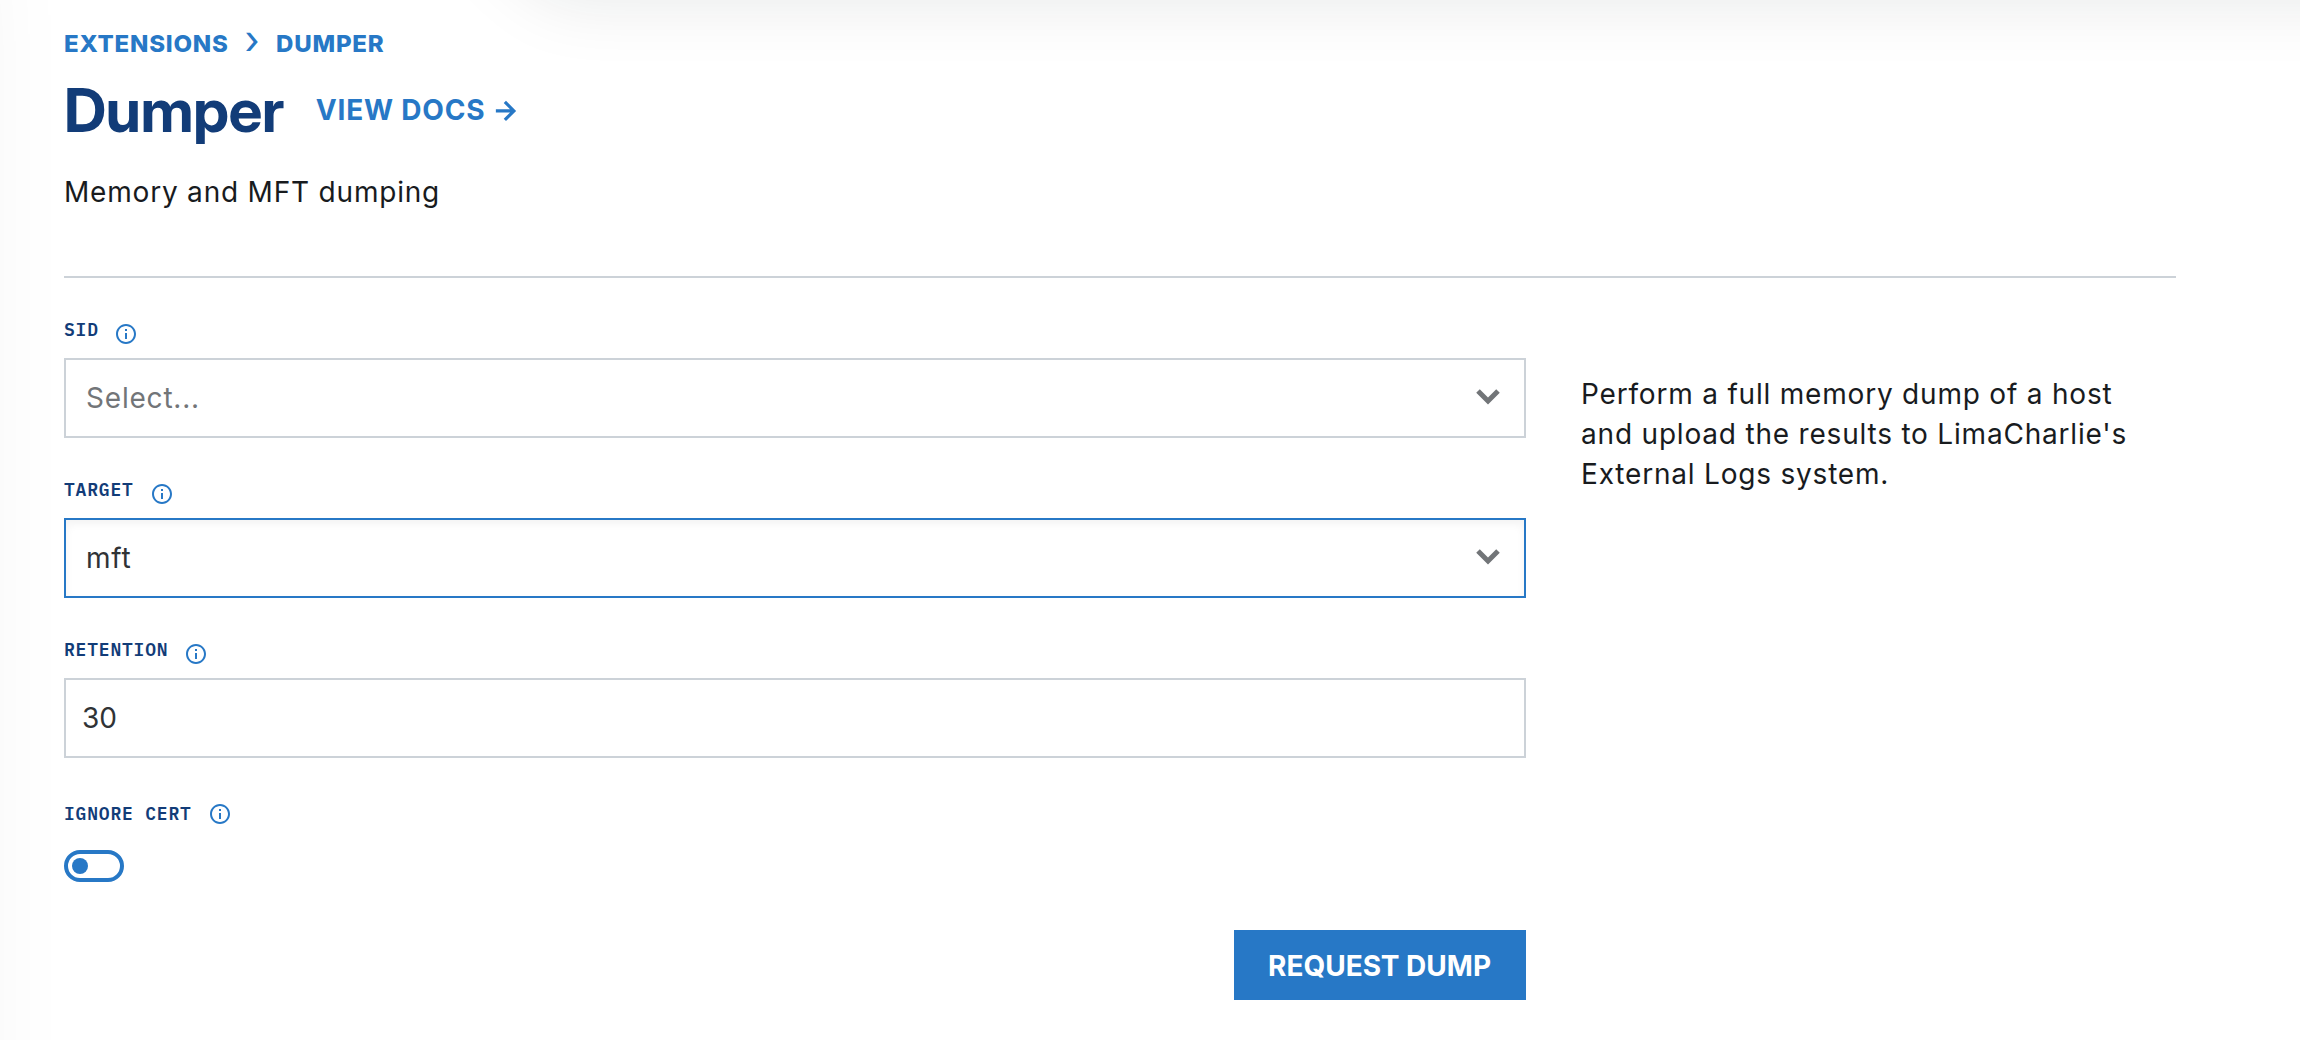 EXTENSIONS > DUMPER
Dumper VIEW DOCS →
Memory and MFT dumping
SID
Select...
Perform a full memory dump of a host
and upload the results to LimaCharlie's
External Logs system.
TARGET
mft
RETENTION
30
IGNORE CERT
REQUEST DUMP